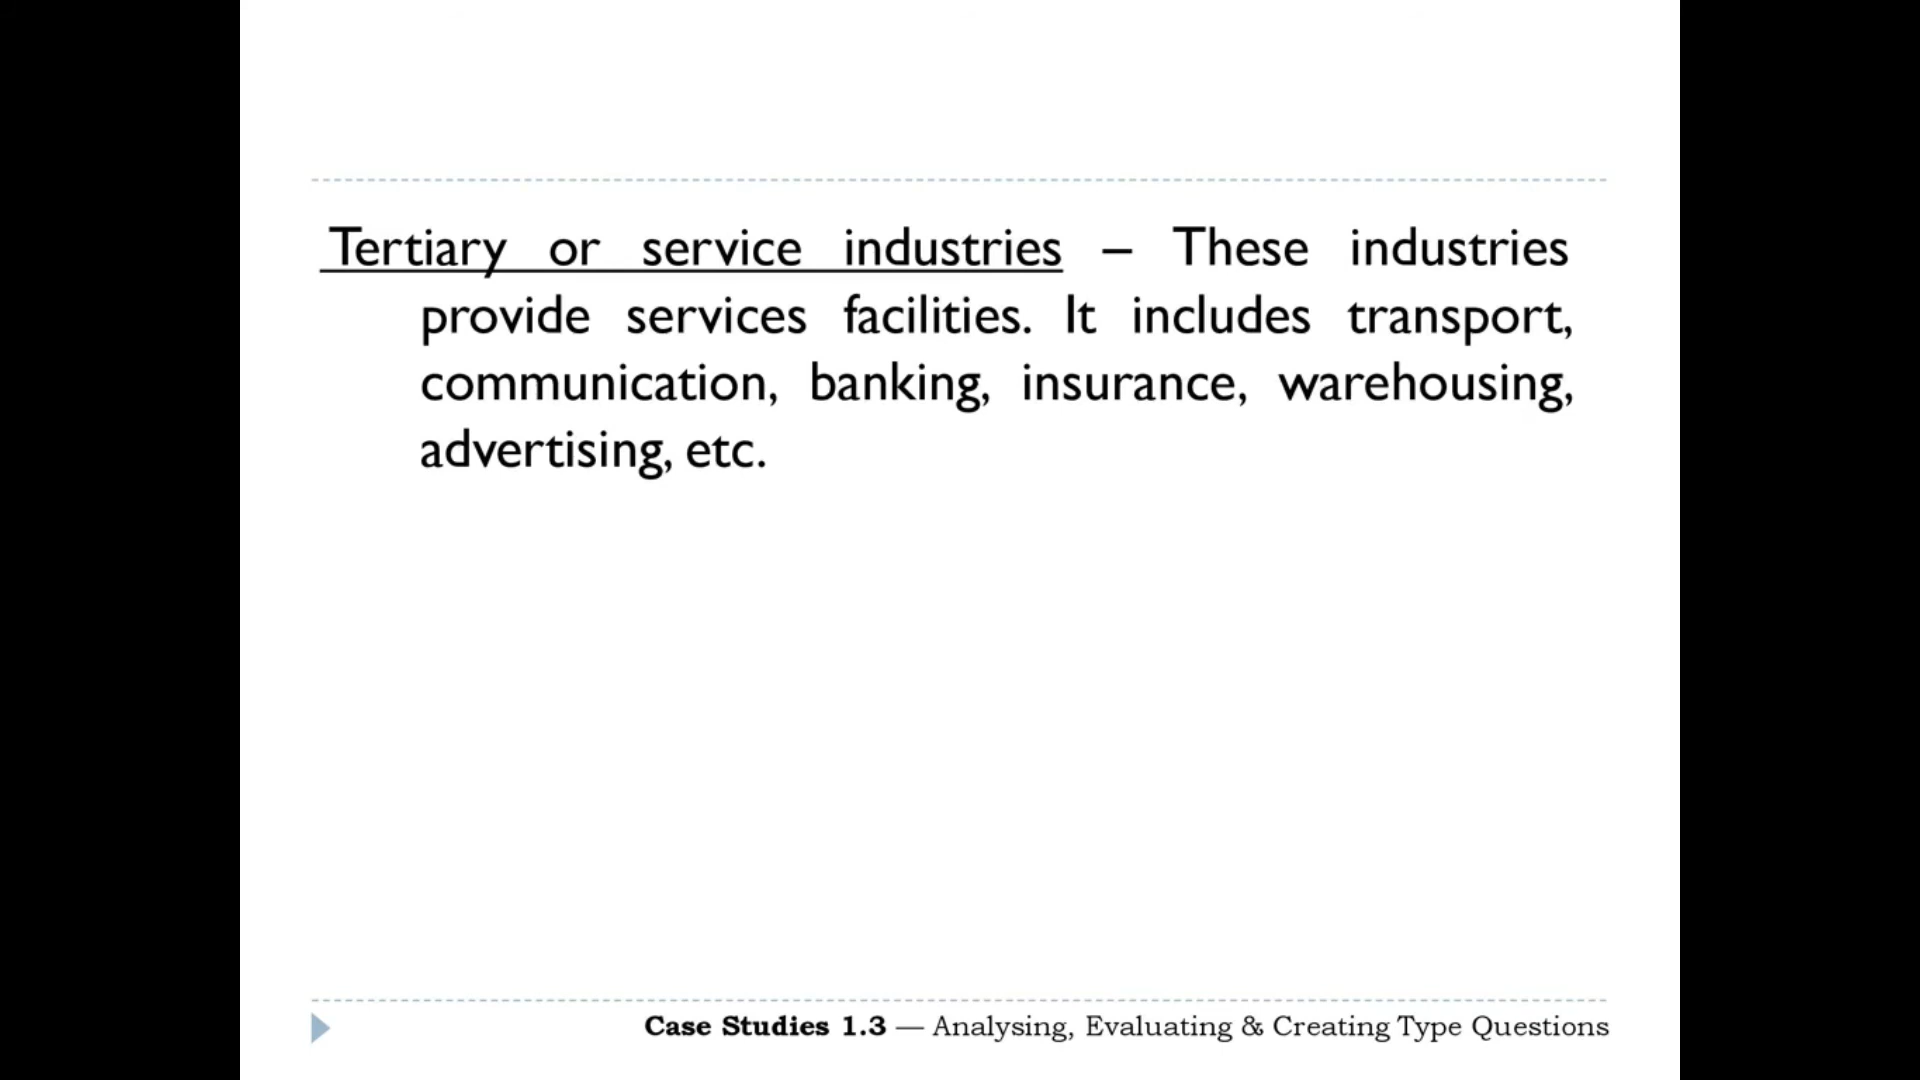 Tertiary or service industries – These industries
provide services facilities. It includes transport,
communication, banking, insurance, warehousing,
advertising, etc.
Case Studies 1.3 — Analysing, Evaluating & Creating Type Questions